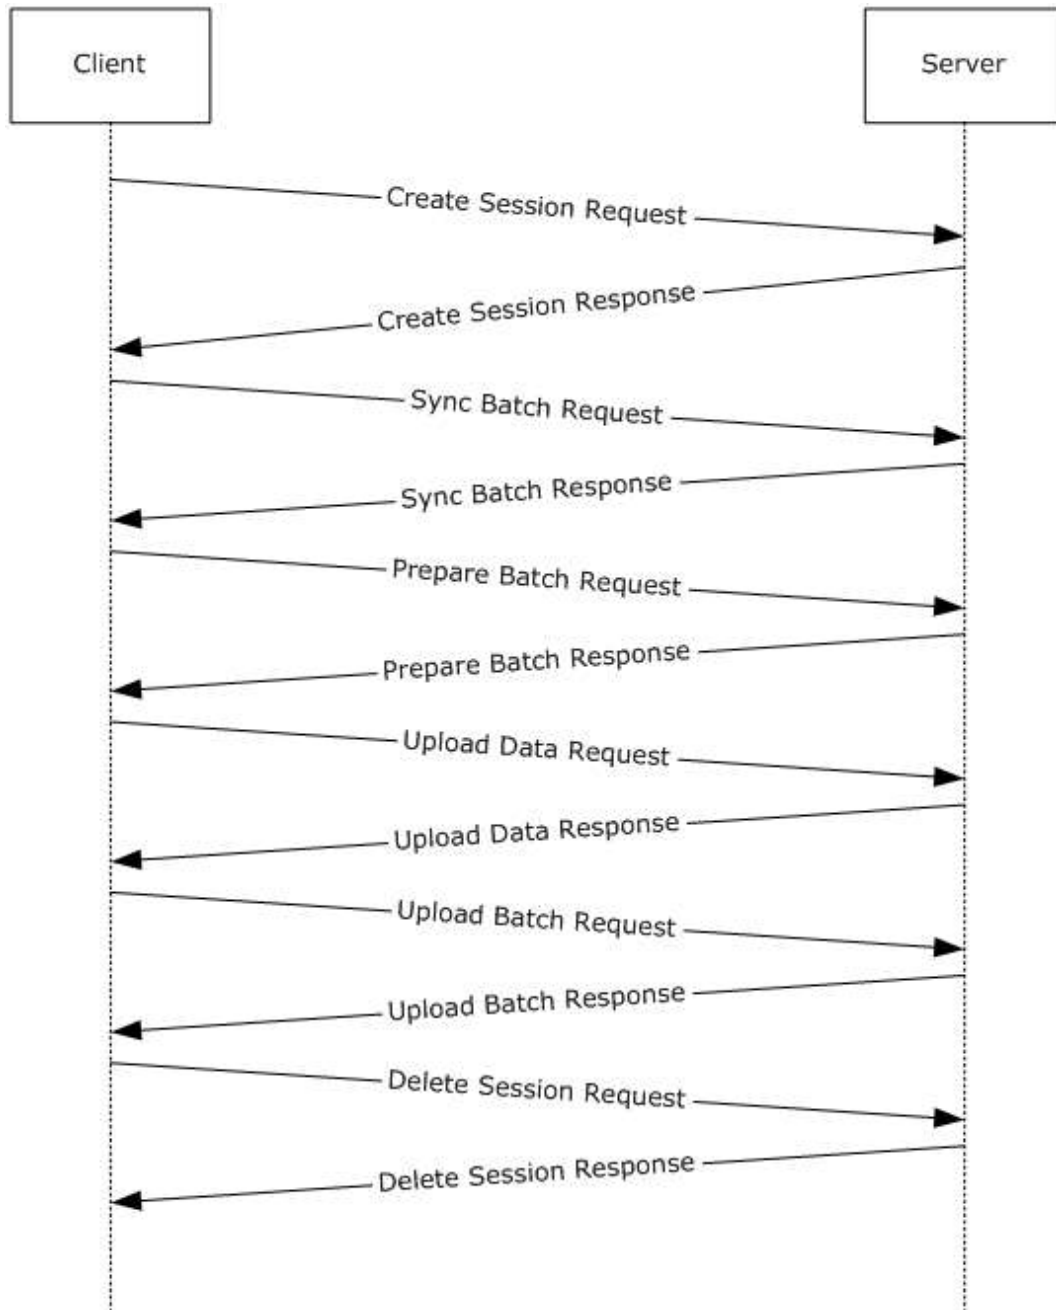 Client
Server
Create Session Request
Create Session Response
Sync Batch Request
Sync Batch Response
Prepare Batch Request
Prepare Batch Response
Upload Data Request
Upload Data Response
Upload Batch Request
Upload Batch Response
Delete Session Request
Delete Session Response